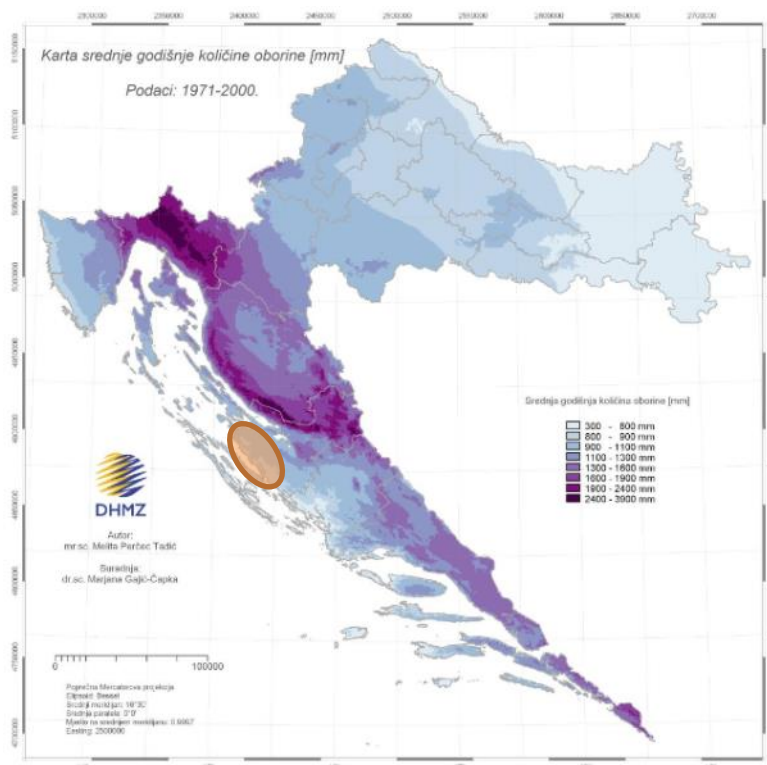 Karta srednje godišnje količine oborine [mm]
Podaci: 1971-2000.
Srednja godišnja količina oborine [mm]
300 - 800 mm
800 - 900 mm
900 - 1100 mm
1100 - 1300 mm
1300 - 1600 mm
1600 - 1900 mm
1900 - 2400 mm
2400 - 3900 mm
DHMZ
Autor:
mr.sc. Melita Perčec Tadić
Suradnja:
dr.sc. Marjana Gajić-Čapka
0
100000
Poprečna Mercatorova projekcija
Elipsoid: Bessel
Srednji meridijan: 16°30'
Srednja paralela: 0°0'
Mjerilo na srednjem meridijanu: 0.9997
Easting: 2500000